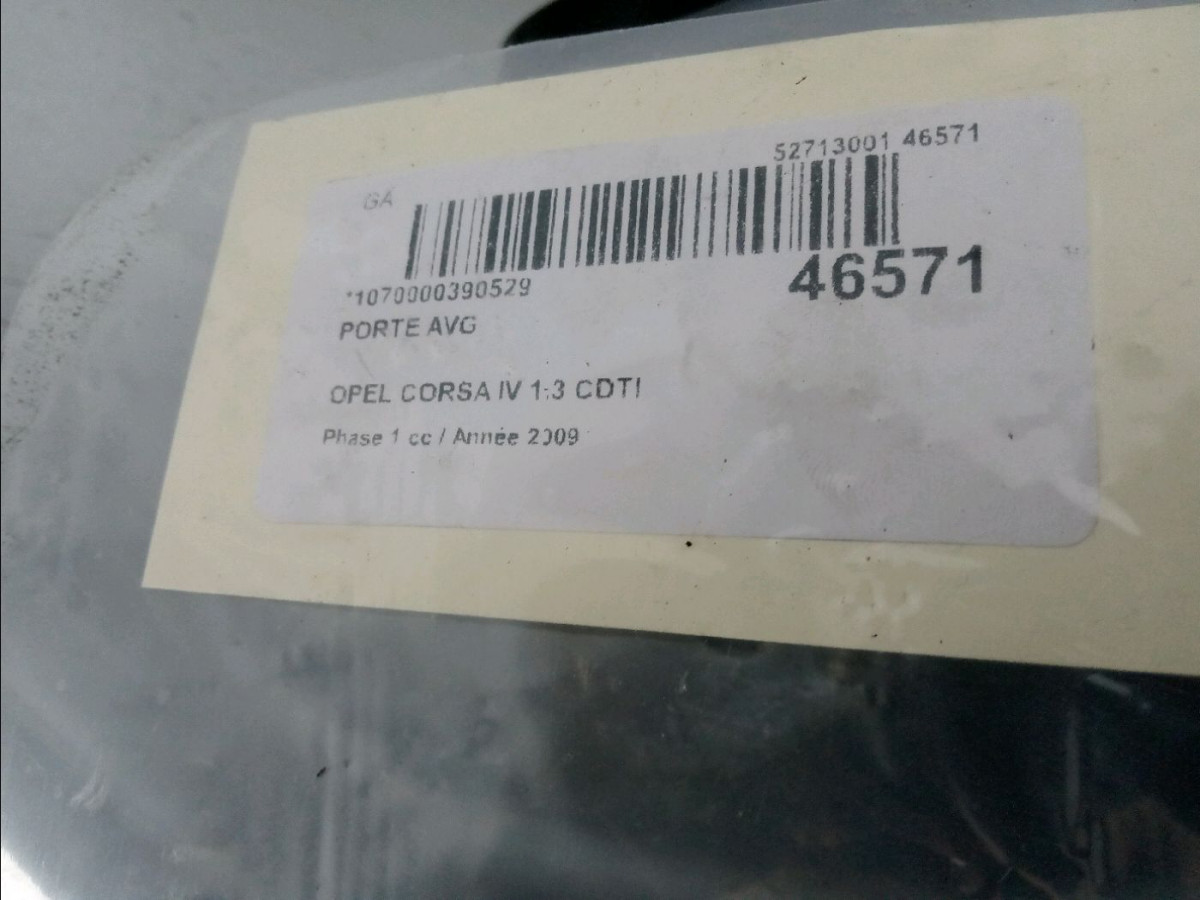 52713001 46571
GA
*1070000390529
46571
PORTE AVG
OPEL CORSA IV 1.3 CDTI
Phase 1 cc / Année 2009